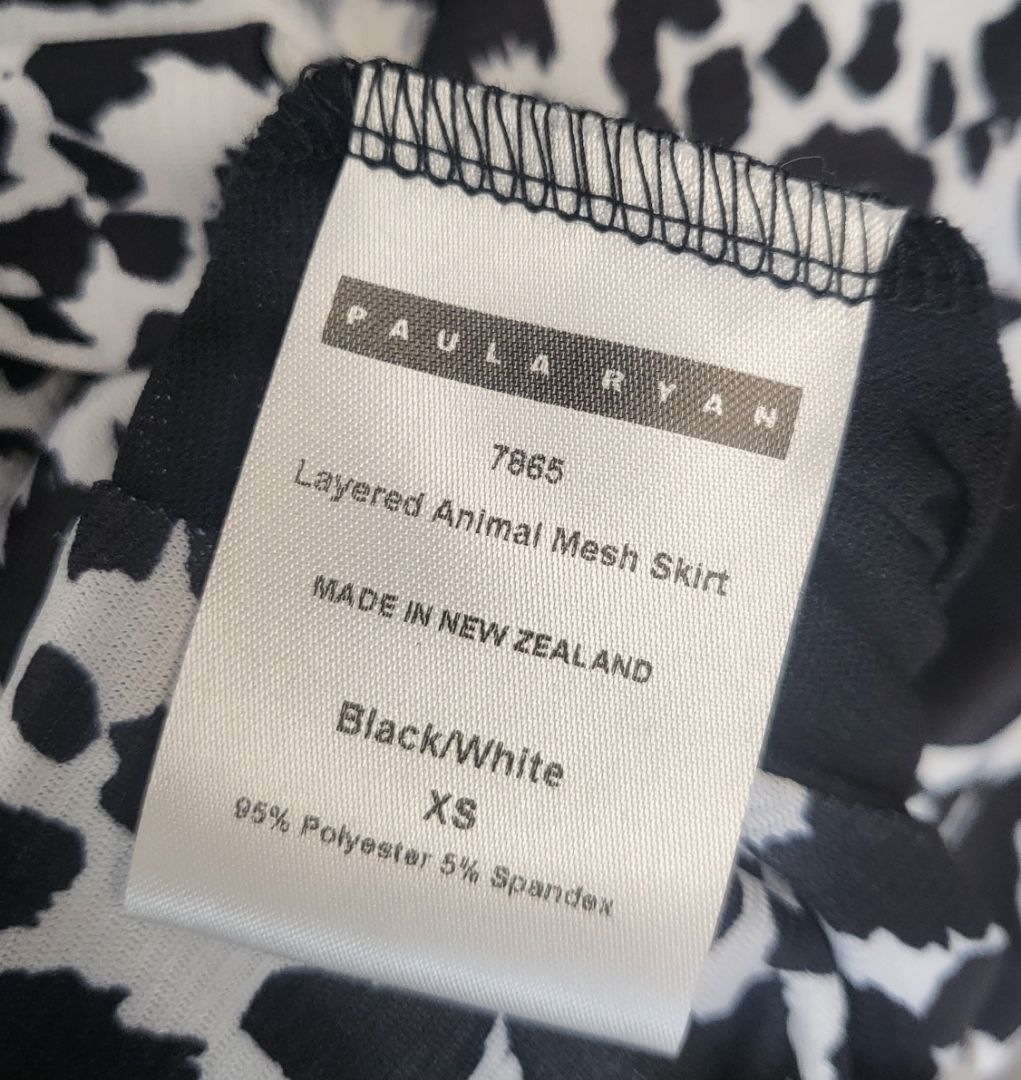 PAULA RYAN
7865
Layered Animal Mesh Skirt
MADE IN NEW ZEALAND
Black/White
XS
95% Polyester 5% Spandex